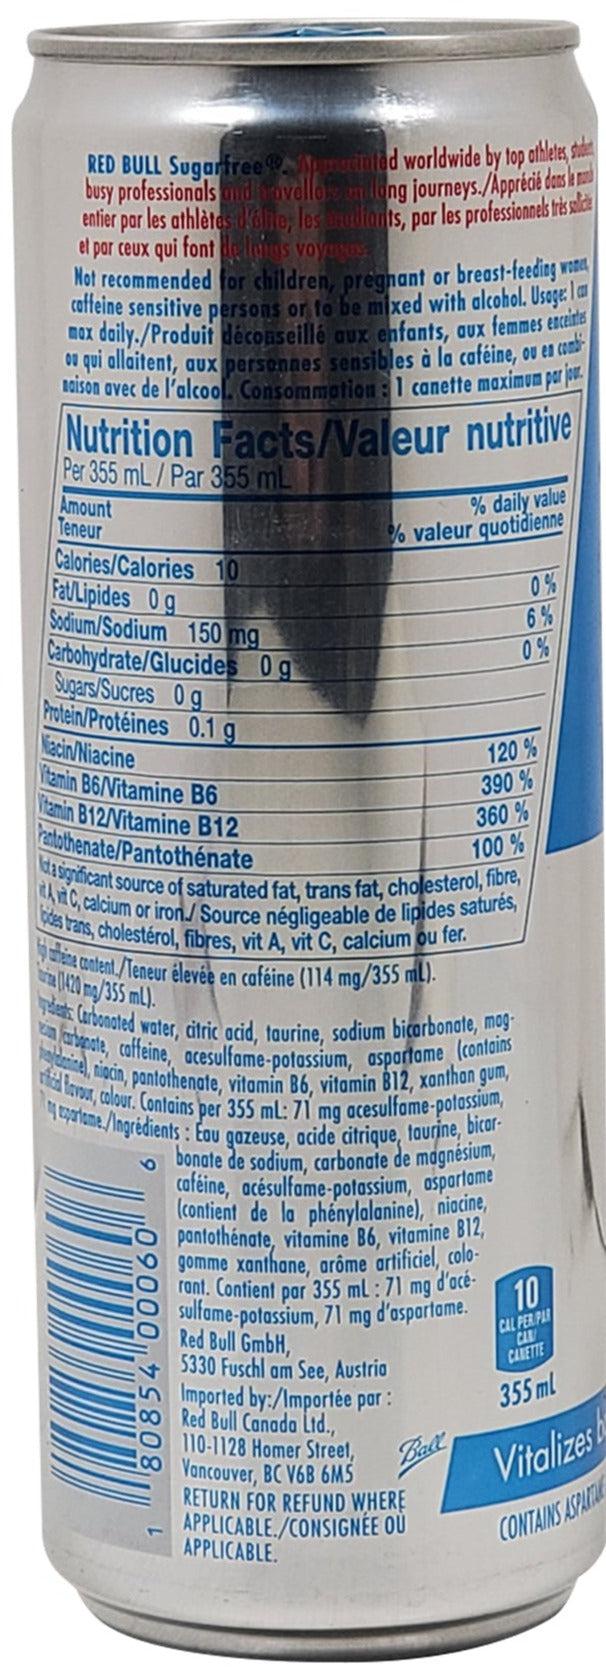 RED BULL Sugarfree®. Appreciated worldwide by top athletes, students,
busy professionals and travellers on long journeys./Apprécié dans le monde
entier par les athlètes d'élite, les étudiants, par les professionnels très sollicités
et par ceux qui font de longs voyages.
Not recommended for children, pregnant or breast-feeding women,
caffeine sensitive persons or to be mixed with alcohol. Usage: 1 can
max daily./Produit déconseillé aux enfants, aux femmes enceintes
ou qui allaitent, aux personnes sensibles à la caféine, ou en combi-
naison avec de l'alcool. Consommation : 1 canette maximum par jour.
Nutrition Facts/Valeur nutritive
Per 355 mL / Par 355 mL
Amount % daily value
Teneur % valeur quotidienne
Calories/Calories 10
Fat/Lipides 0 g 0 %
Sodium/Sodium 150 mg 6 %
Carbohydrate/Glucides 0 g 0 %
Sugars/Sucres 0 g
Protein/Protéines 0.1 g
Niacin/Niacine 120 %
Vitamin B6/Vitamine B6 390 %
Vitamin B12/Vitamine B12 360 %
Pantothenate/Pantothénate 100 %
Not a significant source of saturated fat, trans fat, cholesterol, fibre,
vit A, vit C, calcium or iron./ Source négligeable de lipides saturés,
lipides trans, cholestérol, fibres, vit A, vit C, calcium ou fer.
High caffeine content./Teneur élevée en caféine (114 mg/355 mL).
Taurine (1420 mg/355 mL).
Ingredients: Carbonated water, citric acid, taurine, sodium bicarbonate, mag-
nesium carbonate, caffeine, acesulfame-potassium, aspartame (contains
phenylalanine), niacin, pantothenate, vitamin B6, vitamin B12, xanthan gum,
artificial flavour, colour. Contains per 355 mL: 71 mg acesulfame-potassium,
71 mg aspartame./Ingrédients : Eau gazeuse, acide citrique, taurine, bicar-
bonate de sodium, carbonate de magnésium,
caféine, acésulfame-potassium, aspartame
(contient de la phénylalanine), niacine,
pantothénate, vitamine B6, vitamine B12,
gomme xanthane, arôme artificiel, colo-
rant. Contient par 355 mL : 71 mg d'acé-
sulfame-potassium, 71 mg d'aspartame.
Red Bull GmbH,
5330 Fuschl am See, Austria
Imported by:/Importée par :
Red Bull Canada Ltd.,
110-1128 Homer Street,
Vancouver, BC V6B 6M5
RETURN FOR REFUND WHERE
APPLICABLE./CONSIGNÉE OÙ
APPLICABLE.
1 80854 00060 9
Ball
10
CAL PER/PAR
CAN/
CANETTE
355 mL
Vitalizes b
CONTAINS ASPARTAME